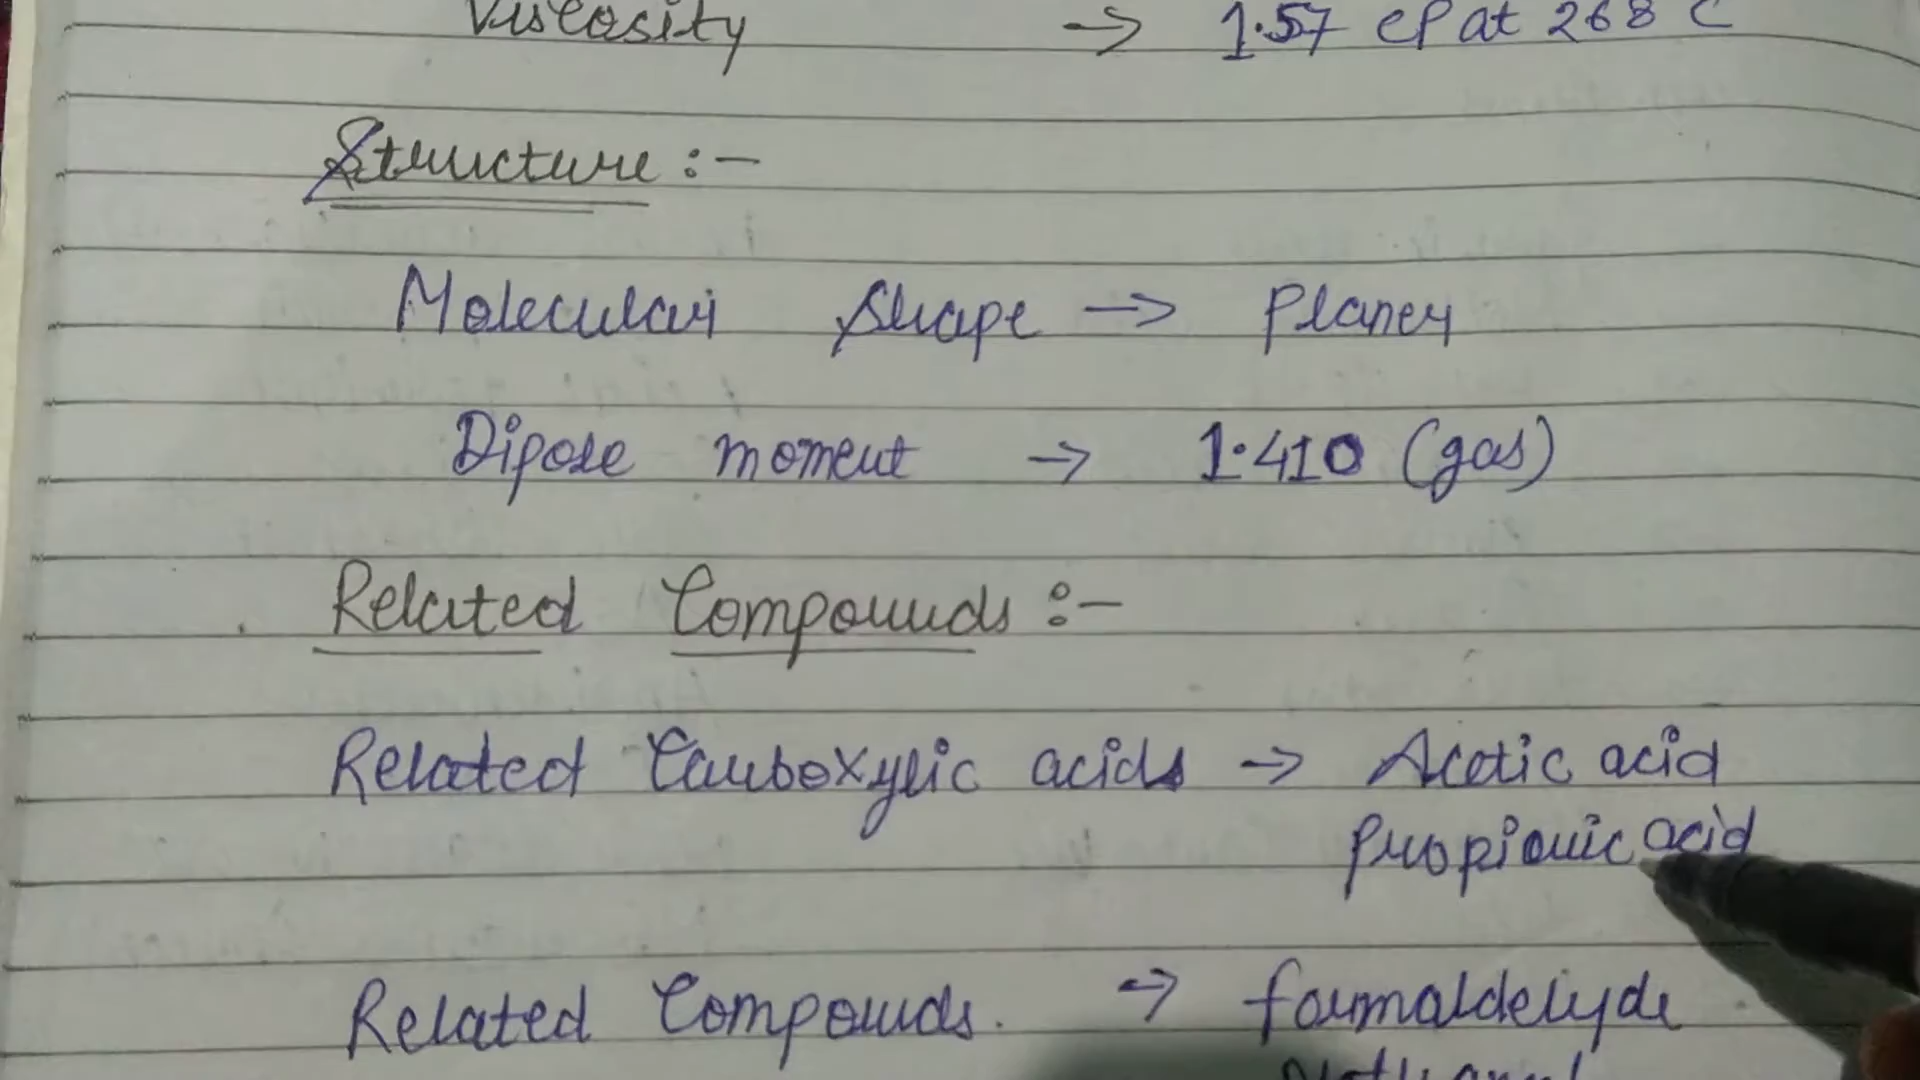 Viscosity → 1.57 cP at 268 C
Structure :-
Molecular shape → Planer
Dipole moment → 1.410 (gas)
Related Compounds :-
Related Carboxylic acids → Acetic acid
Propionic acid
Related Compounds. → formaldehyde